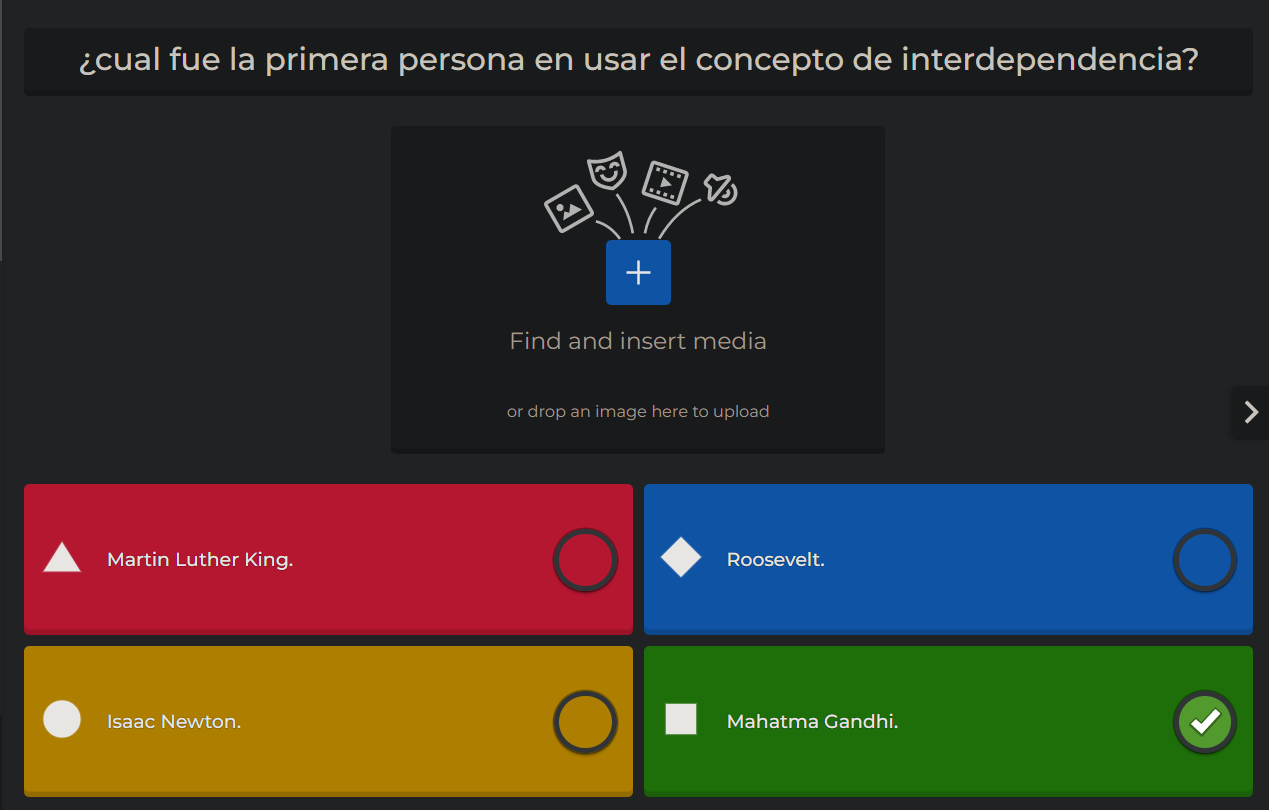 ¿cual fue la primera persona en usar el concepto de interdependencia?
Find and insert media
or drop an image here to upload
Martin Luther King.
Roosevelt.
Isaac Newton.
Mahatma Gandhi.